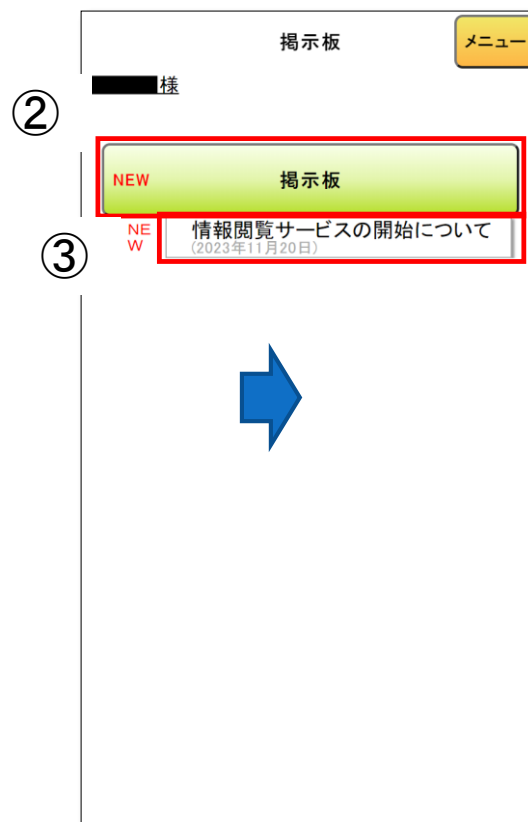 掲示板
メニュー
様
②
NEW
掲示板
NE
W
情報閲覧サービスの開始について
(2023年11月20日)
③